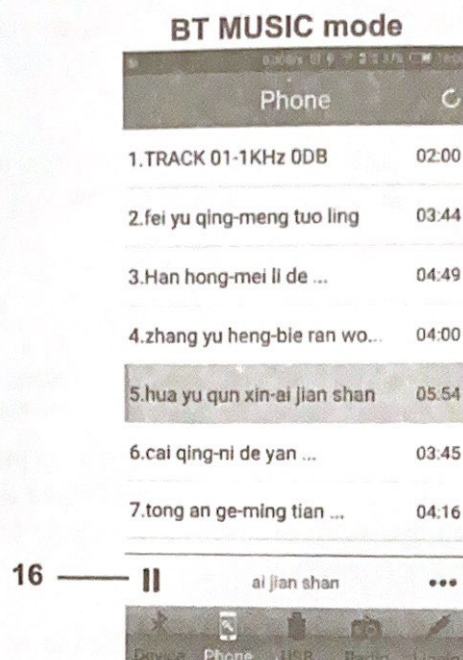 BT MUSIC mode
Phone
1.TRACK 01-1KHz 0DB 02:00
2.fei yu qing-meng tuo ling 03:44
3.Han hong-mei li de ... 04:49
4.zhang yu heng-bie ran wo... 04:00
5.hua yu qun xin-ai jian shan 05:54
6.cai qing-ni de yan ... 03:45
7.tong an ge-ming tian ... 04:16
16
ai jian shan
Device Phone USB Radio